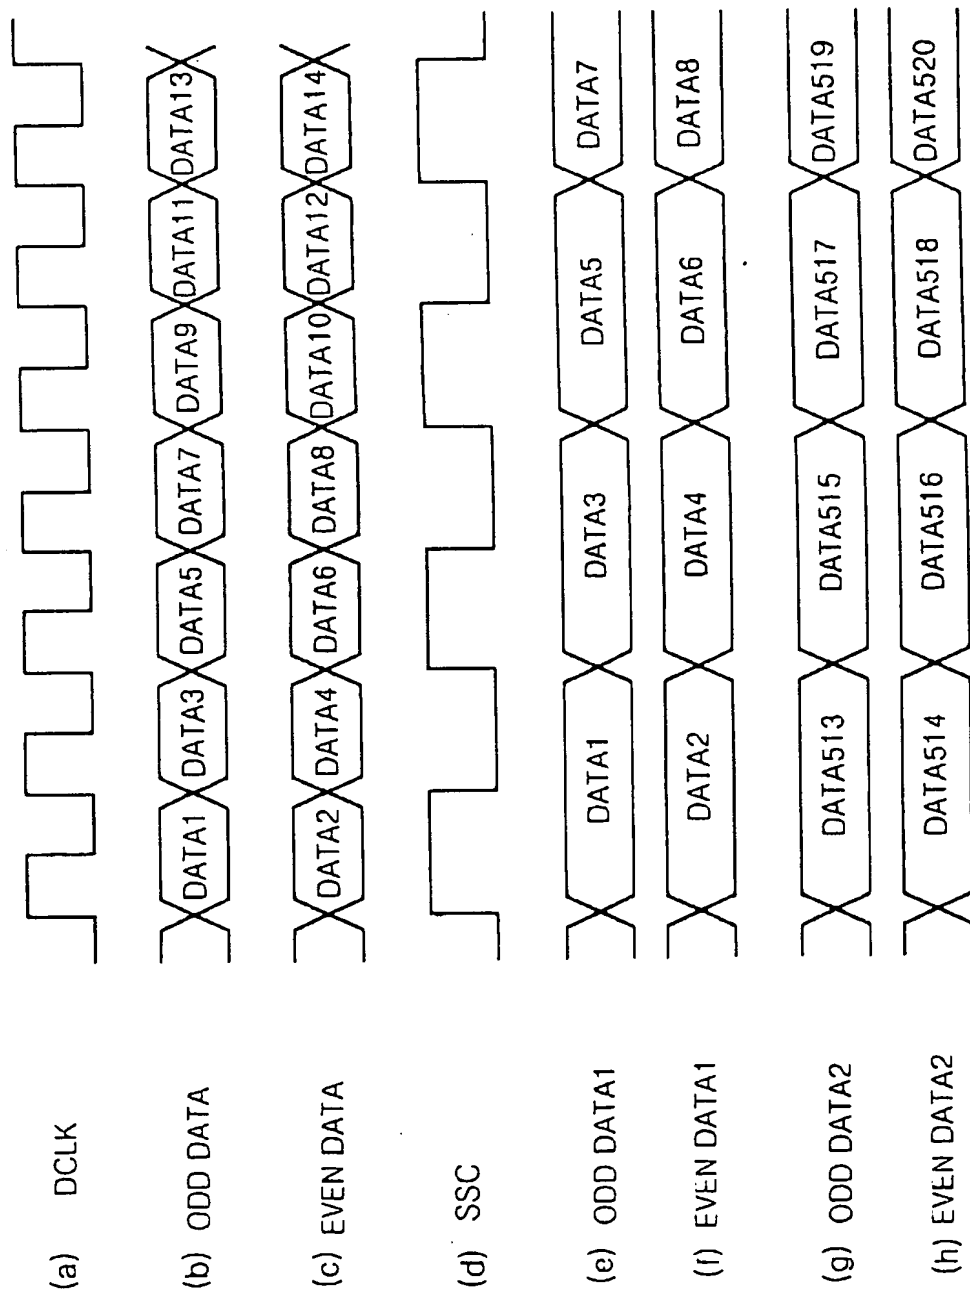 (a) DCLK
(b) ODD DATA DATA1 DATA3 DATA5 DATA7 DATA9 DATA11 DATA13
(c) EVEN DATA DATA2 DATA4 DATA6 DATA8 DATA10 DATA12 DATA14
(d) SSC
(e) ODD DATA1 DATA1 DATA3 DATA5 DATA7
(f) EVEN DATA1 DATA2 DATA4 DATA6 DATA8
(g) ODD DATA2 DATA513 DATA515 DATA517 DATA519
(h) EVEN DATA2 DATA514 DATA516 DATA518 DATA520